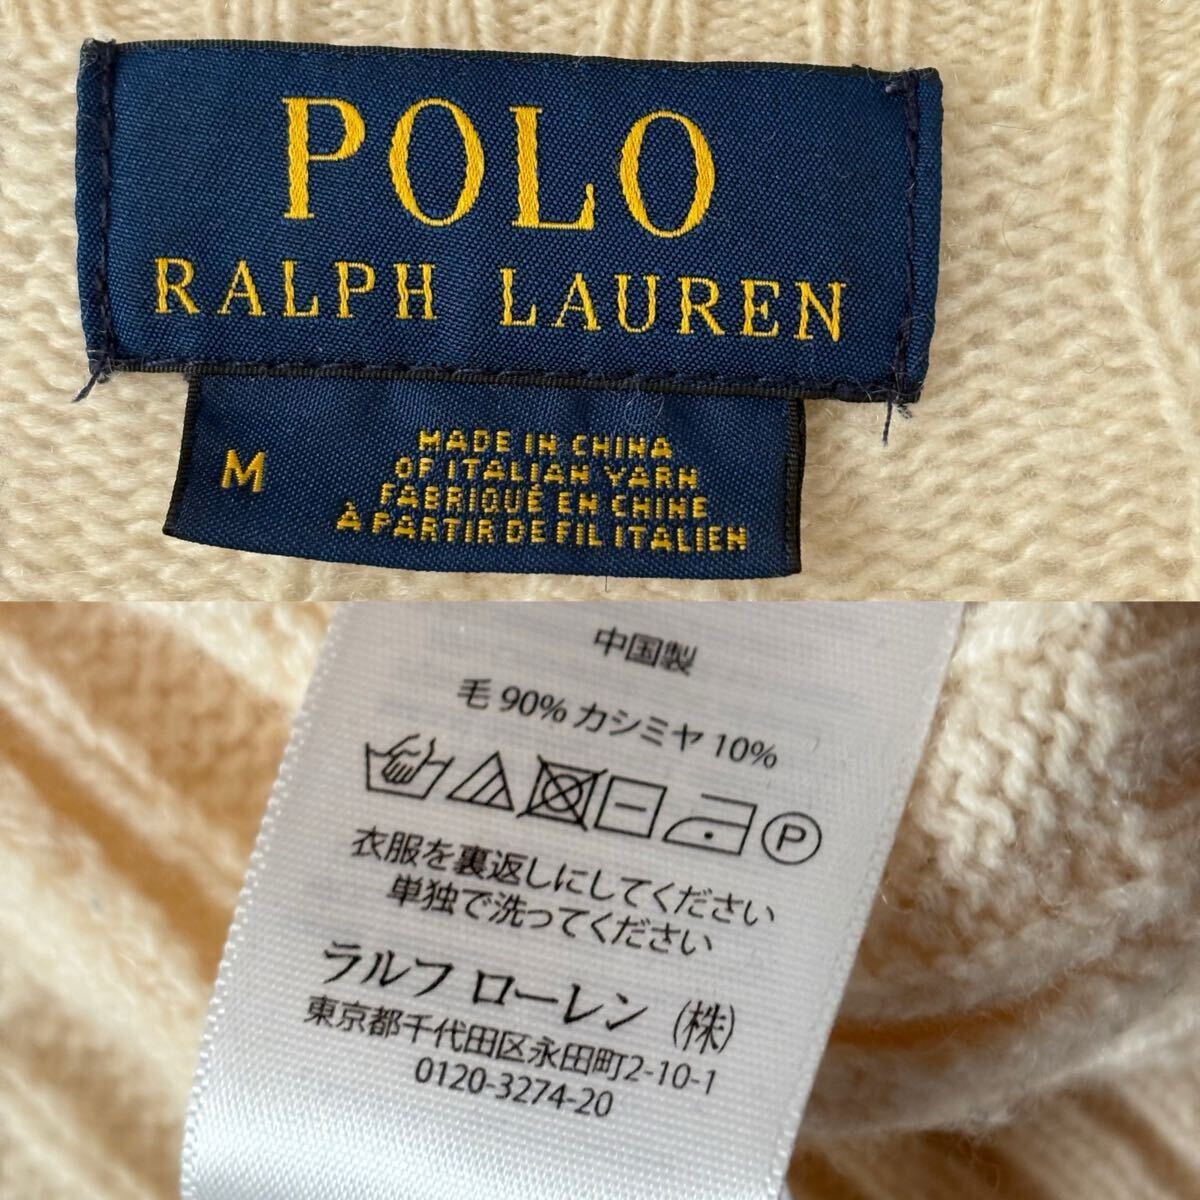 POLO
RALPH LAUREN
M
MADE IN CHINA
OF ITALIAN YARN
FABRIQUÉ EN CHINE
À PARTIR DE FIL ITALIEN
中国製
毛 90% カシミヤ 10%
P
衣服を裏返しにしてください
単独で洗ってください
ラルフ ローレン (株)
東京都千代田区永田町2-10-1
0120-3274-20